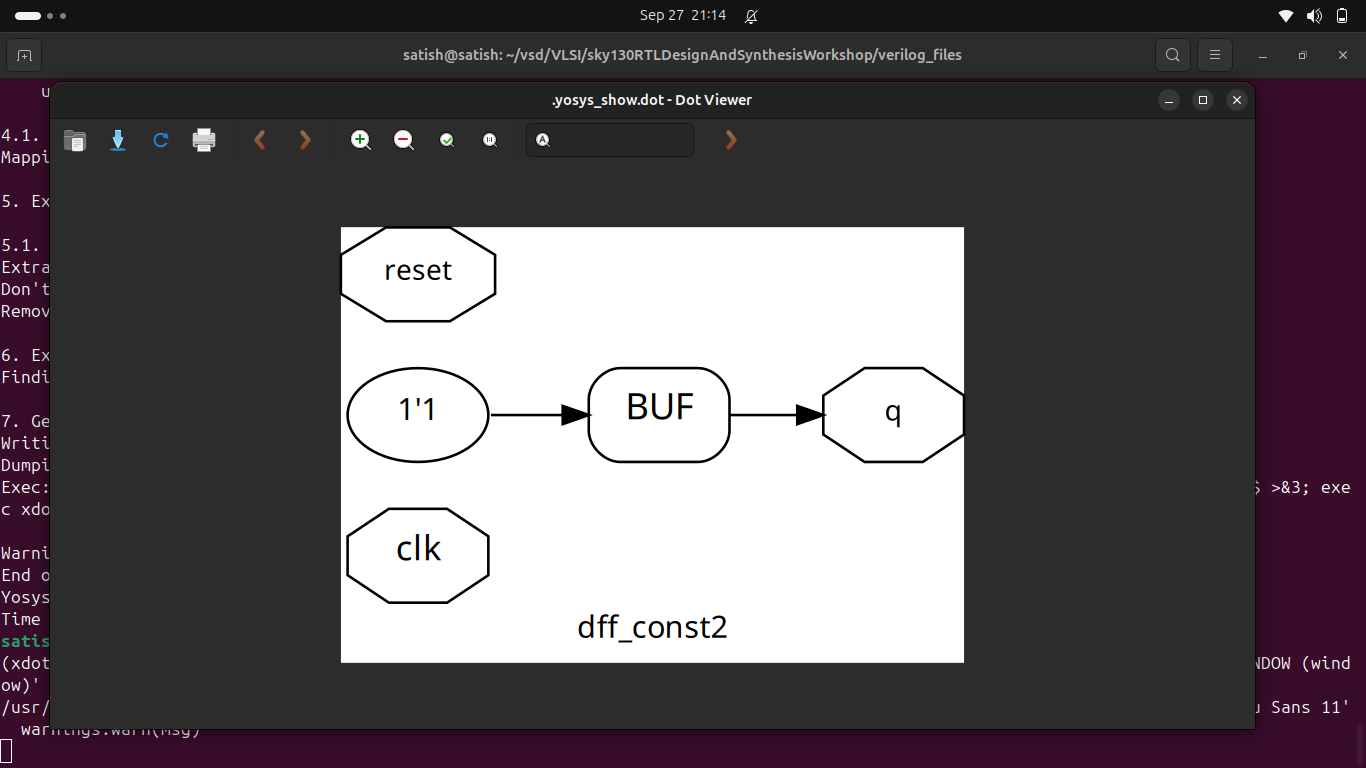 Sep 27 21:14
satish@satish: ~/vsd/VLSI/sky130RTLDesignAndSynthesisWorkshop/verilog_files
u
.yosys_show.dot - Dot Viewer
4.1.
Mappi
5. Ex
5.1.
Extra
Don't
Remov
6. Ex
Findi
7. Ge
Writi
Dumpi
Exec: >&3; exe
c xdo
Warni
End o
Yosys
Time
satis
(xdot NDOW (wind
ow)'
/usr/ u Sans 11'
warnings.warn(msg)
reset
1'1 BUF q
clk
dff_const2